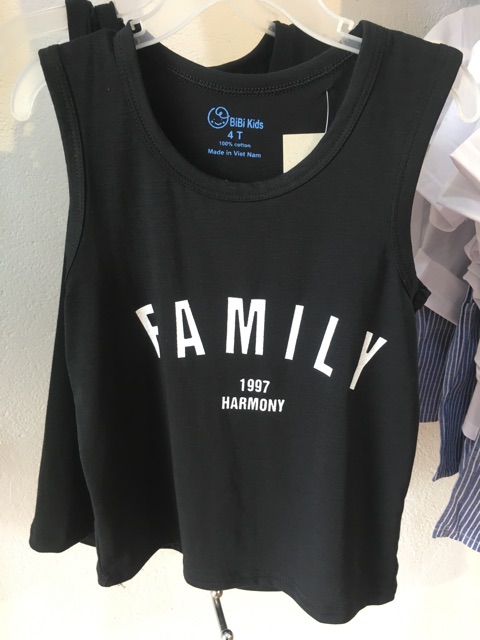 BiBi Kids
4 T
100% cotton
Made in Viet Nam
FAMILY
1997
HARMONY